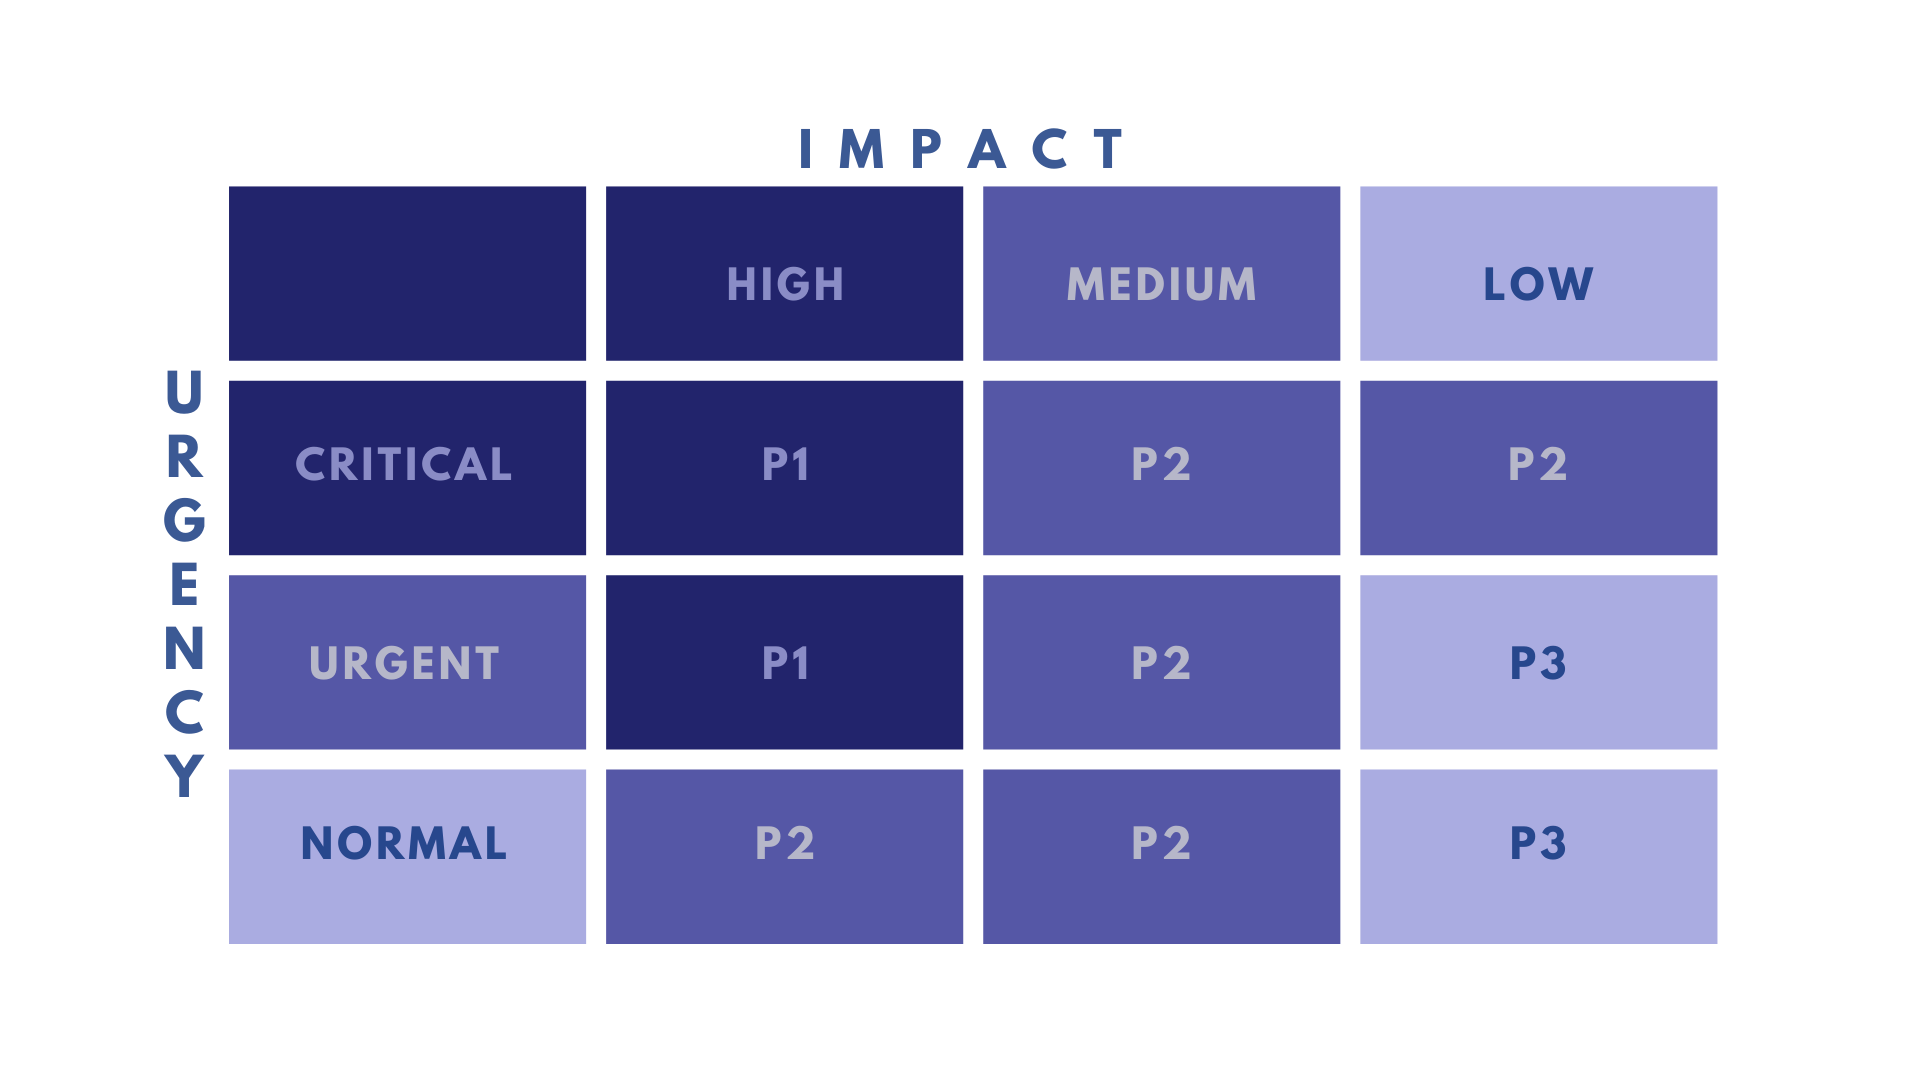 IMPACT
URGENCY
HIGH MEDIUM LOW
CRITICAL P1 P2 P2
URGENT P1 P2 P3
NORMAL P2 P2 P3